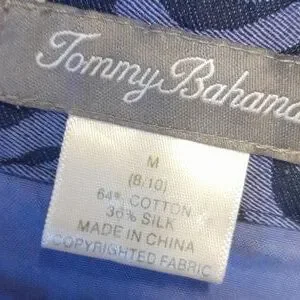 Tommy Bahama
M
(8/10)
64% COTTON
36% SILK
MADE IN CHINA
COPYRIGHTED FABRIC